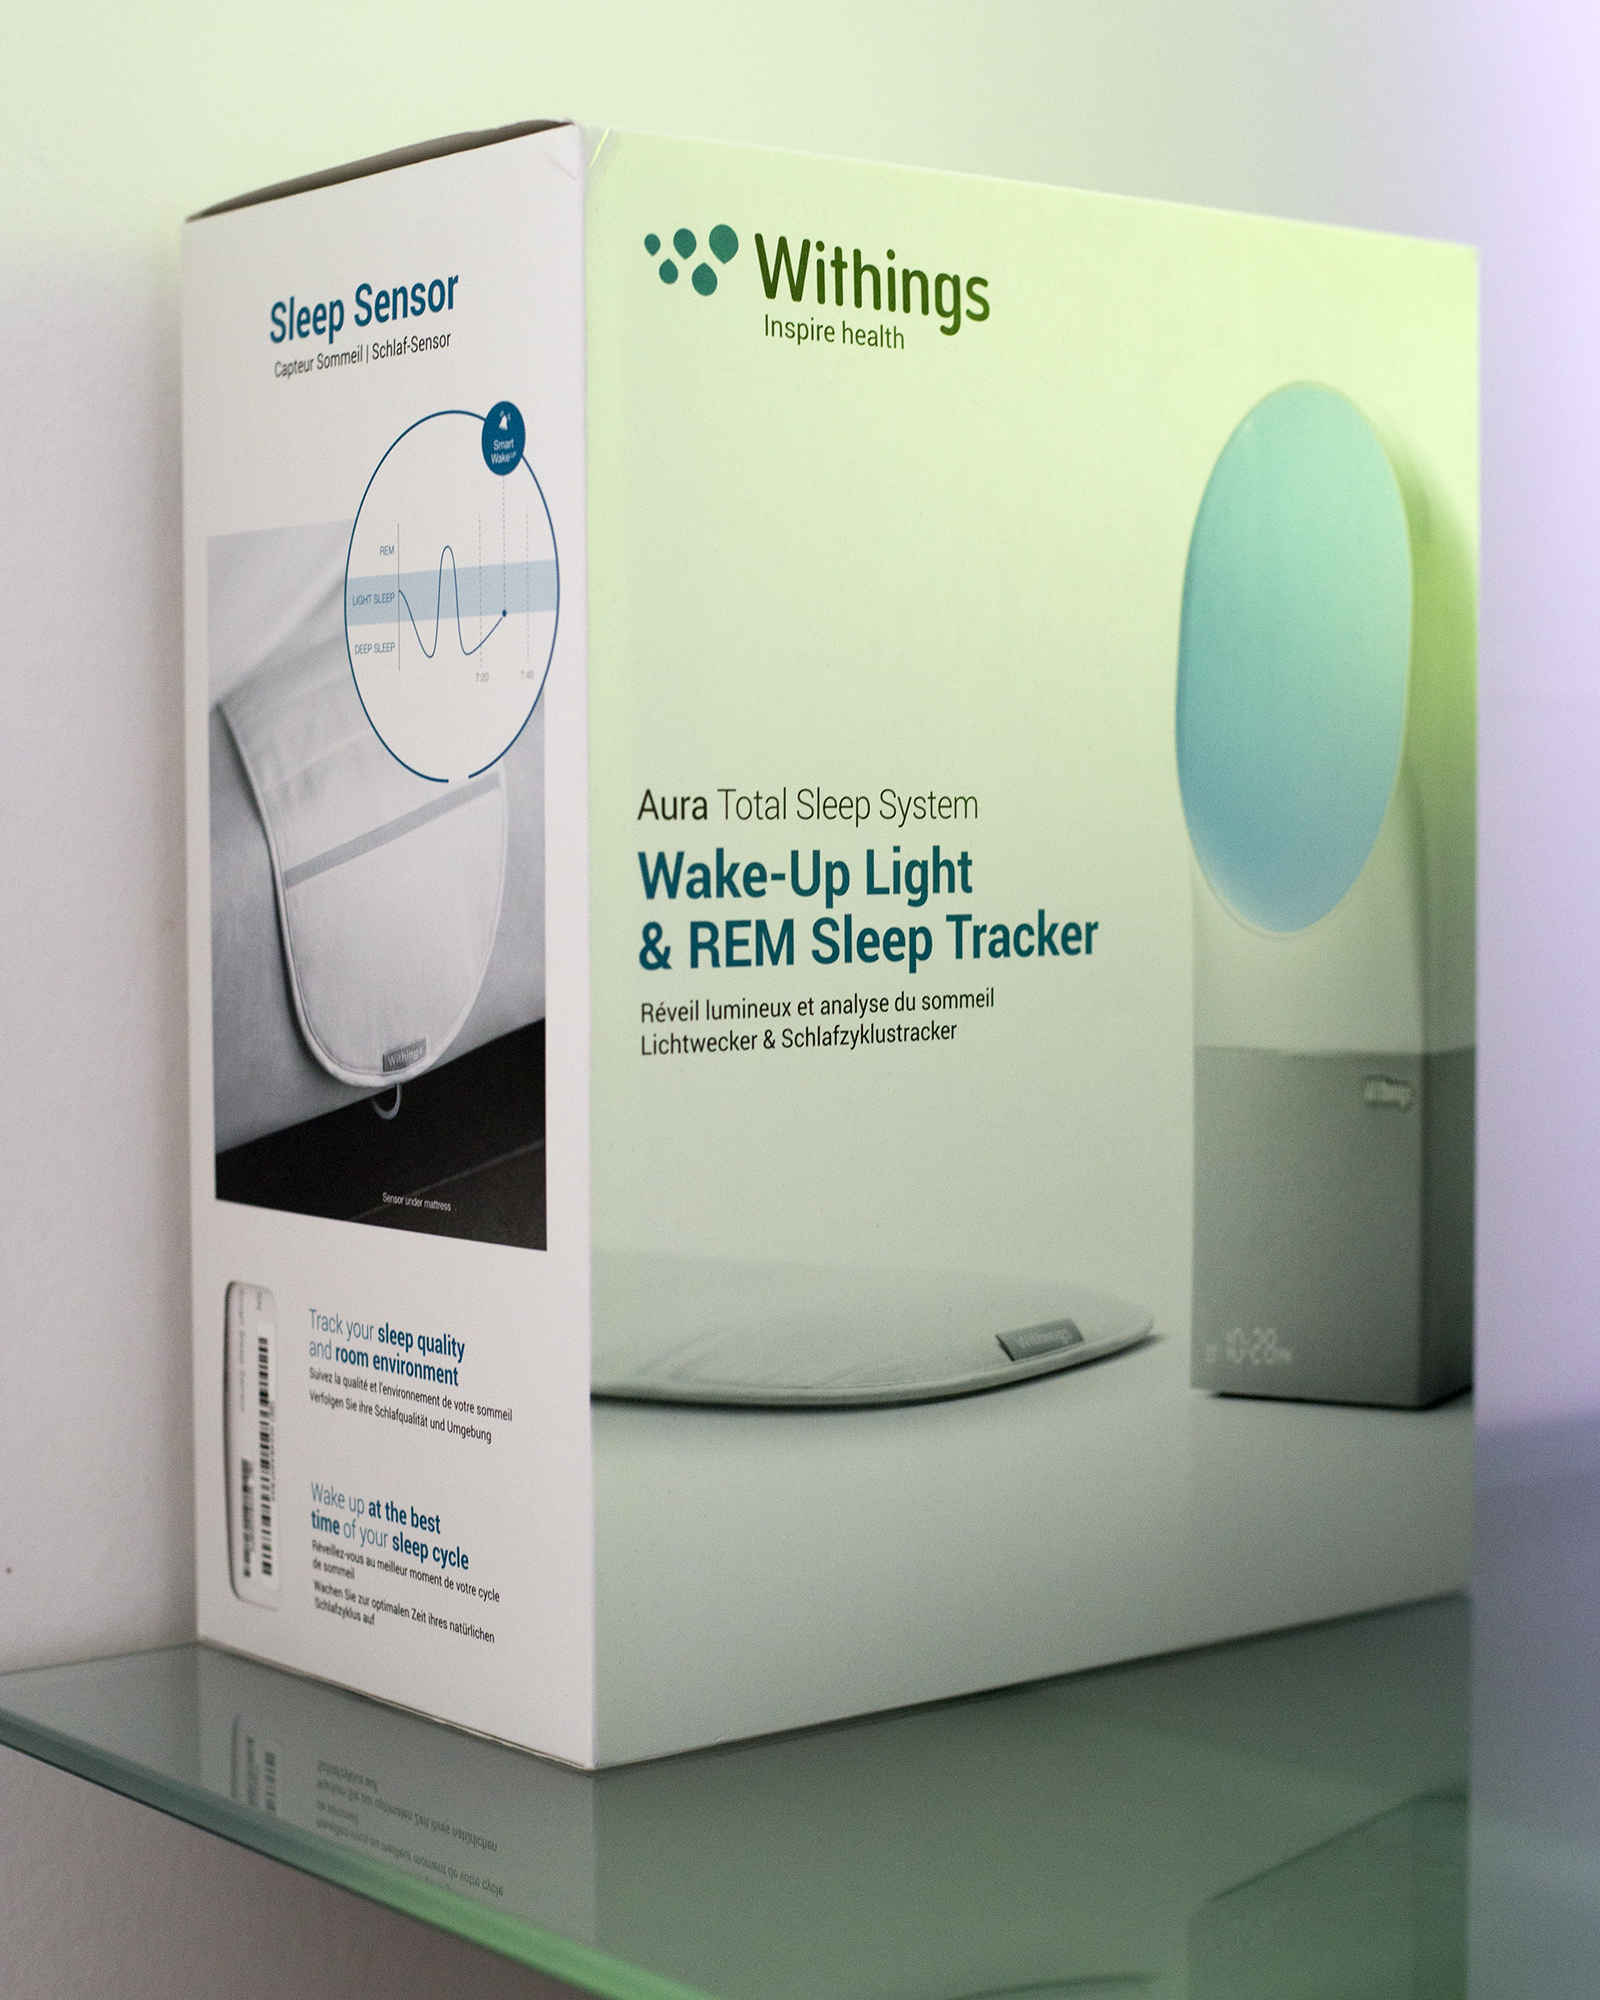 Sleep Sensor
Capteur Sommeil | Schlaf-Sensor
Smart
Wake UP
REM
LIGHT SLEEP
DEEP SLEEP
7:20
7:40
Withings
Sensor under mattress
Track your sleep quality
and room environment
Suivez la qualité et l'environnement de votre sommeil
Verfolgen Sie ihre Schlafqualität und Umgebung
Wake up at the best
time of your sleep cycle
Réveillez-vous au meilleur moment de votre cycle
de sommeil
Wachen Sie zur optimalen Zeit ihres natürlichen
Schlafzyklus auf
Withings
Inspire health
Aura Total Sleep System
Wake-Up Light
& REM Sleep Tracker
Réveil lumineux et analyse du sommeil
Lichtwecker & Schlafzyklustracker
Withings
Withings
10:28